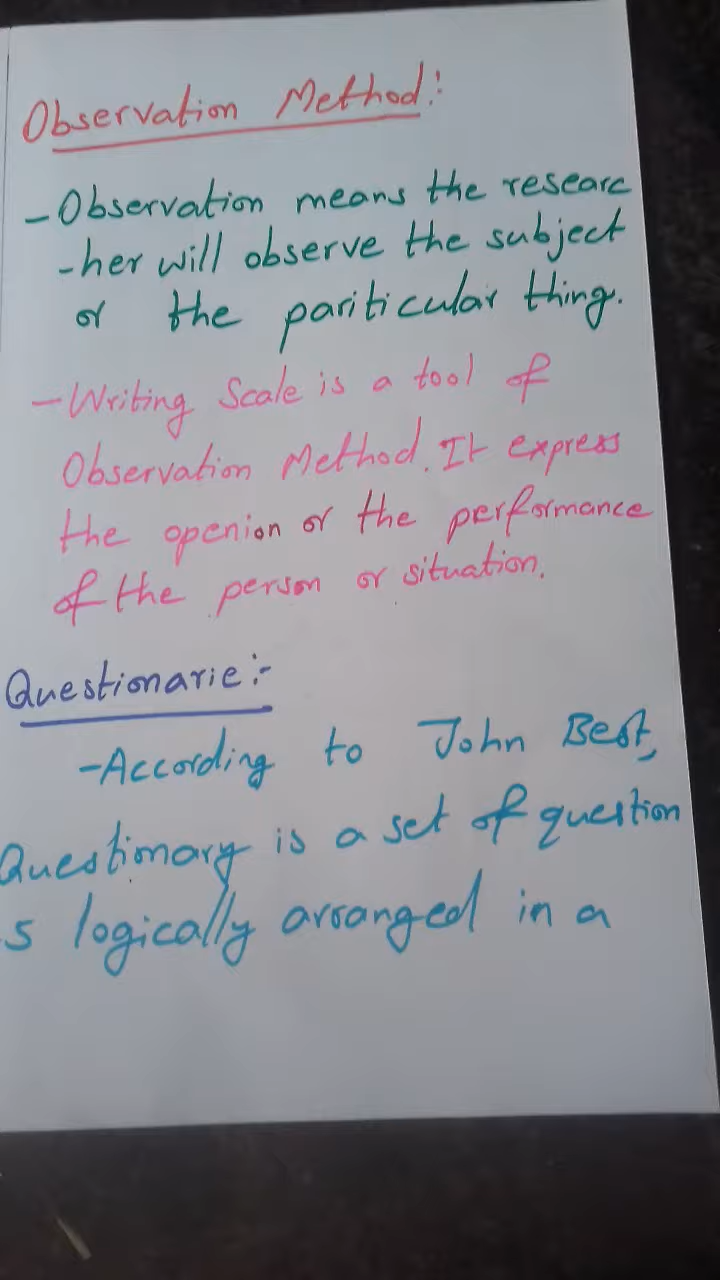 Observation Method:
- Observation means the researc
-her will observe the subject
or the pariticular thing.
- Writing Scale is a tool of
Observation Method. It express
the openion or the performance
of the person or situation.
Questionarie:-
-According to John Best,
Questionary is a set of question
s logically arranged in a